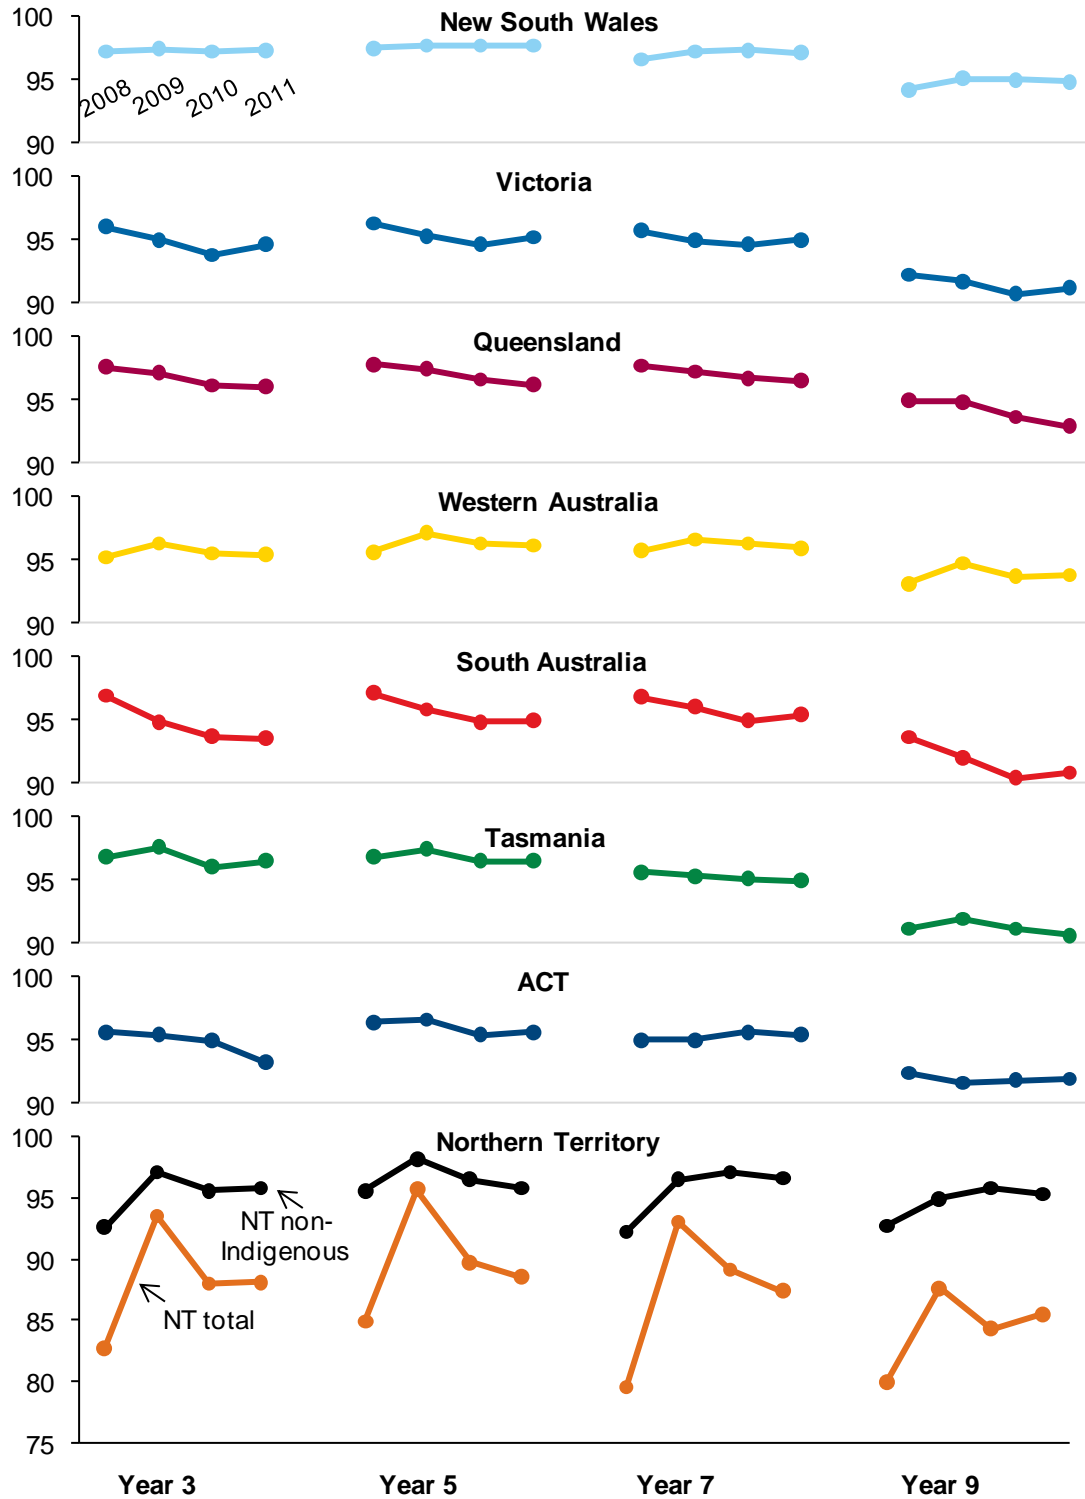 100
New South Wales
95
2008 2009 2010 2011
90
100
Victoria
95
90
100
Queensland
95
90
100
Western Australia
95
90
100
South Australia
95
90
100
Tasmania
95
90
100
ACT
95
90
100
Northern Territory
95
NT non-
Indigenous
90
NT total
85
80
75
Year 3 Year 5 Year 7 Year 9